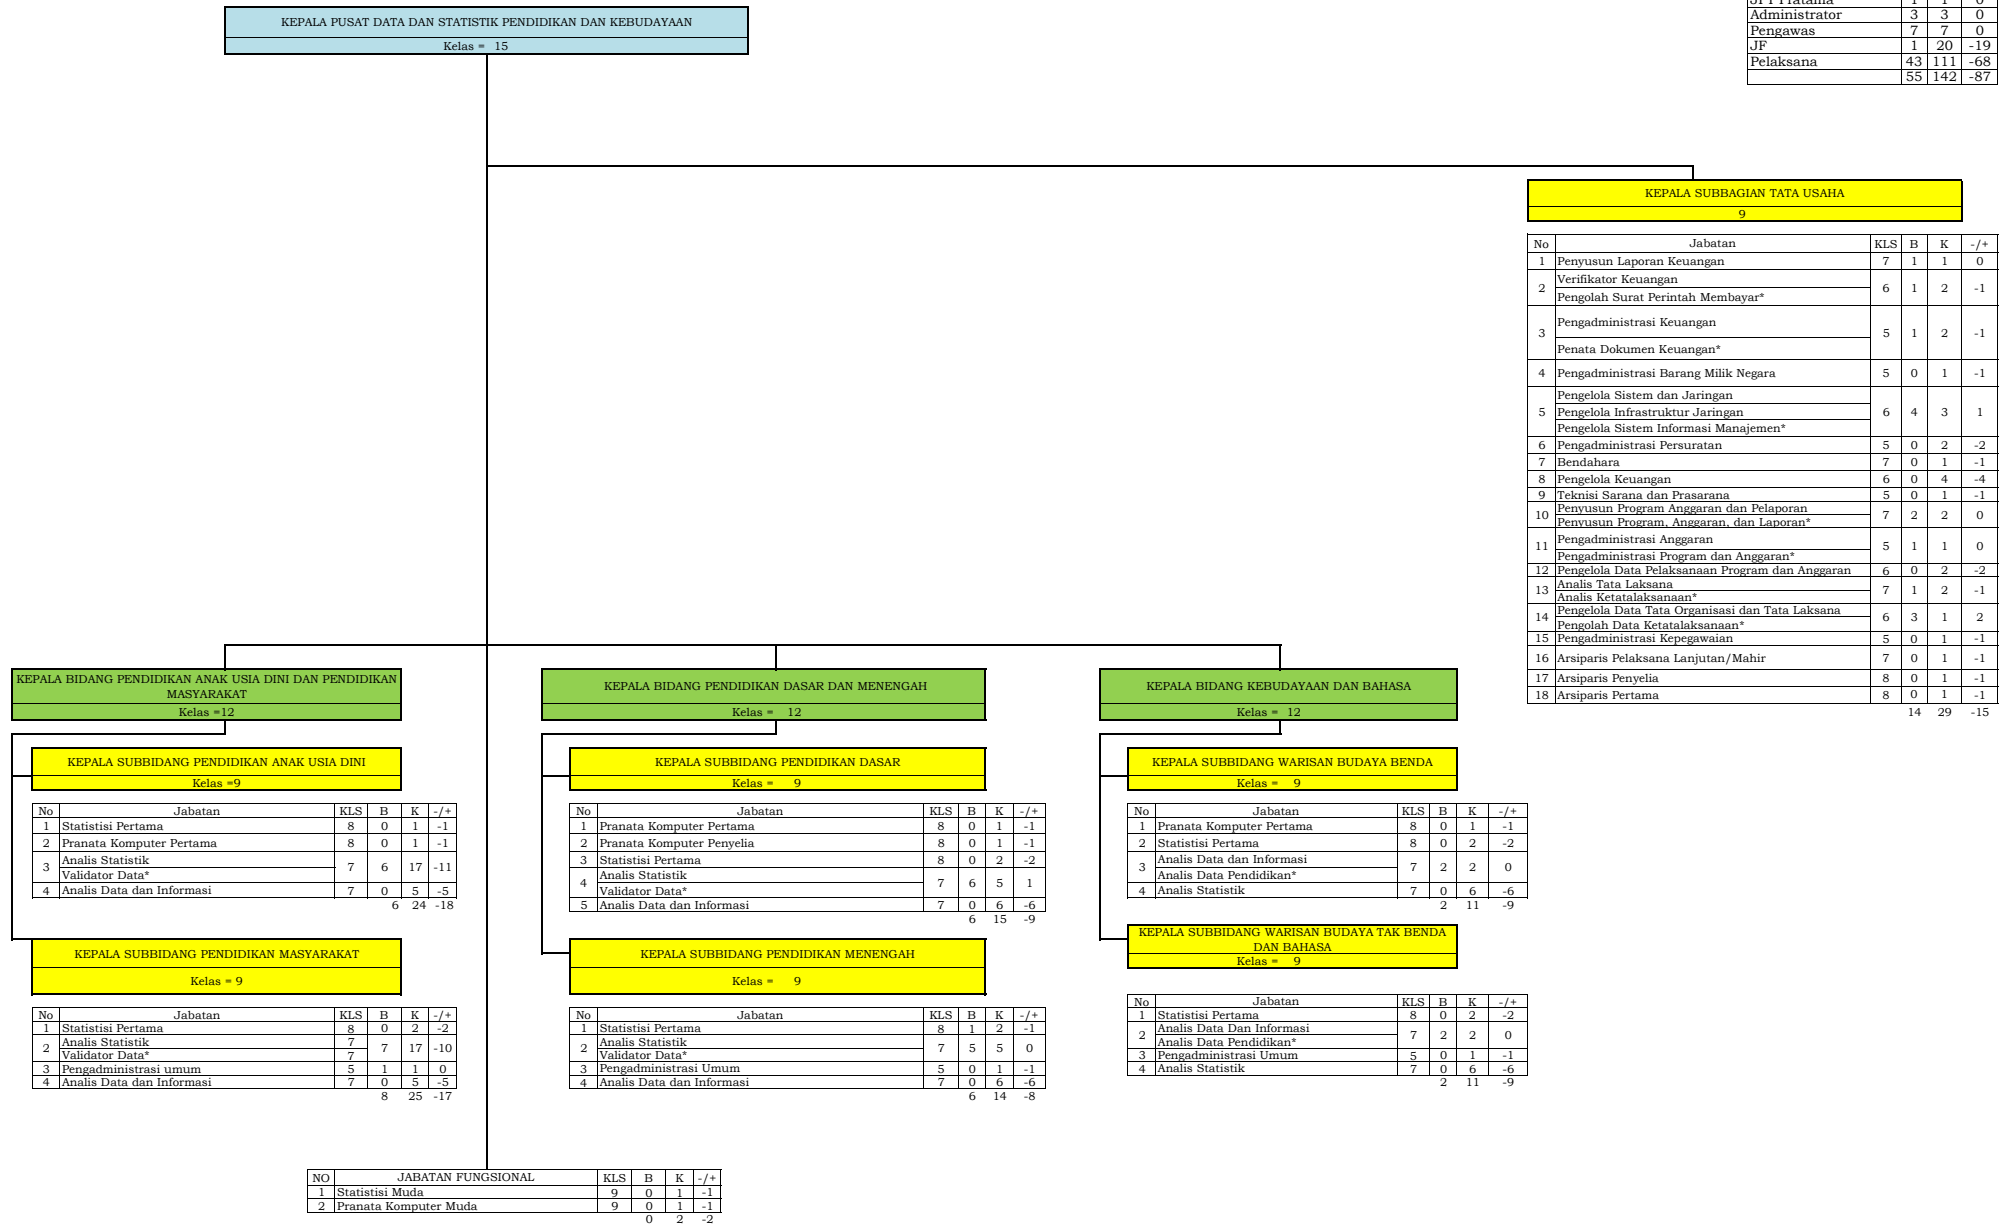 KEPALA PUSAT DATA DAN STATISTIK PENDIDIKAN DAN KEBUDAYAAN
Kelas = 15
JPT Pratama 1 1 0
Administrator 3 3 0
Pengawas 7 7 0
JF 1 20 -19
Pelaksana 43 111 -68
55 142 -87
KEPALA SUBBAGIAN TATA USAHA
9
No Jabatan KLS B K -/+
1 Penyusun Laporan Keuangan 7 1 1 0
Verifikator Keuangan
2 6 1 2 -1
Pengolah Surat Perintah Membayar*
Pengadministrasi Keuangan
3 5 1 2 -1
Penata Dokumen Keuangan*
4 Pengadministrasi Barang Milik Negara 5 0 1 -1
Pengelola Sistem dan Jaringan
5 Pengelola Infrastruktur Jaringan 6 4 3 1
Pengelola Sistem Informasi Manajemen*
6 Pengadministrasi Persuratan 5 0 2 -2
7 Bendahara 7 0 1 -1
8 Pengelola Keuangan 6 0 4 -4
9 Teknisi Sarana dan Prasarana 5 0 1 -1
Penyusun Program Anggaran dan Pelaporan
10 7 2 2 0
Penyusun Program, Anggaran, dan Laporan*
Pengadministrasi Anggaran
11 5 1 1 0
Pengadministrasi Program dan Anggaran*
12 Pengelola Data Pelaksanaan Program dan Anggaran 6 0 2 -2
Analis Tata Laksana
13 7 1 2 -1
Analis Ketatalaksanaan*
Pengelola Data Tata Organisasi dan Tata Laksana
14 6 3 1 2
Pengolah Data Ketatalaksanaan*
15 Pengadministrasi Kepegawaian 5 0 1 -1
16 Arsiparis Pelaksana Lanjutan/Mahir 7 0 1 -1
17 Arsiparis Penyelia 8 0 1 -1
18 Arsiparis Pertama 8 0 1 -1
14 29 -15
KEPALA BIDANG PENDIDIKAN ANAK USIA DINI DAN PENDIDIKAN
MASYARAKAT
Kelas =12
KEPALA SUBBIDANG PENDIDIKAN ANAK USIA DINI
Kelas =9
No Jabatan KLS B K -/+
1 Statistisi Pertama 8 0 1 -1
2 Pranata Komputer Pertama 8 0 1 -1
Analis Statistik
3 7 6 17 -11
Validator Data*
4 Analis Data dan Informasi 7 0 5 -5
6 24 -18
KEPALA SUBBIDANG PENDIDIKAN MASYARAKAT
Kelas = 9
No Jabatan KLS B K -/+
1 Statistisi Pertama 8 0 2 -2
Analis Statistik 7
2 7 17 -10
Validator Data* 7
3 Pengadministrasi umum 5 1 1 0
4 Analis Data dan Informasi 7 0 5 -5
8 25 -17
KEPALA BIDANG PENDIDIKAN DASAR DAN MENENGAH
Kelas = 12
KEPALA SUBBIDANG PENDIDIKAN DASAR
Kelas = 9
No Jabatan KLS B K -/+
1 Pranata Komputer Pertama 8 0 1 -1
2 Pranata Komputer Penyelia 8 0 1 -1
3 Statistisi Pertama 8 0 2 -2
Analis Statistik
4 7 6 5 1
Validator Data*
5 Analis Data dan Informasi 7 0 6 -6
6 15 -9
KEPALA SUBBIDANG PENDIDIKAN MENENGAH
Kelas = 9
No Jabatan KLS B K -/+
1 Statistisi Pertama 8 1 2 -1
Analis Statistik
2 7 5 5 0
Validator Data*
3 Pengadministrasi Umum 5 0 1 -1
4 Analis Data dan Informasi 7 0 6 -6
6 14 -8
KEPALA BIDANG KEBUDAYAAN DAN BAHASA
Kelas = 12
KEPALA SUBBIDANG WARISAN BUDAYA BENDA
Kelas = 9
No Jabatan KLS B K -/+
1 Pranata Komputer Pertama 8 0 1 -1
2 Statistisi Pertama 8 0 2 -2
Analis Data dan Informasi
3 7 2 2 0
Analis Data Pendidikan*
4 Analis Statistik 7 0 6 -6
2 11 -9
KEPALA SUBBIDANG WARISAN BUDAYA TAK BENDA
DAN BAHASA
Kelas = 9
No Jabatan KLS B K -/+
1 Statistisi Pertama 8 0 2 -2
Analis Data Dan Informasi
2 7 2 2 0
Analis Data Pendidikan*
3 Pengadministrasi Umum 5 0 1 -1
4 Analis Statistik 7 0 6 -6
2 11 -9
NO JABATAN FUNGSIONAL KLS B K -/+
1 Statistisi Muda 9 0 1 -1
2 Pranata Komputer Muda 9 0 1 -1
0 2 -2